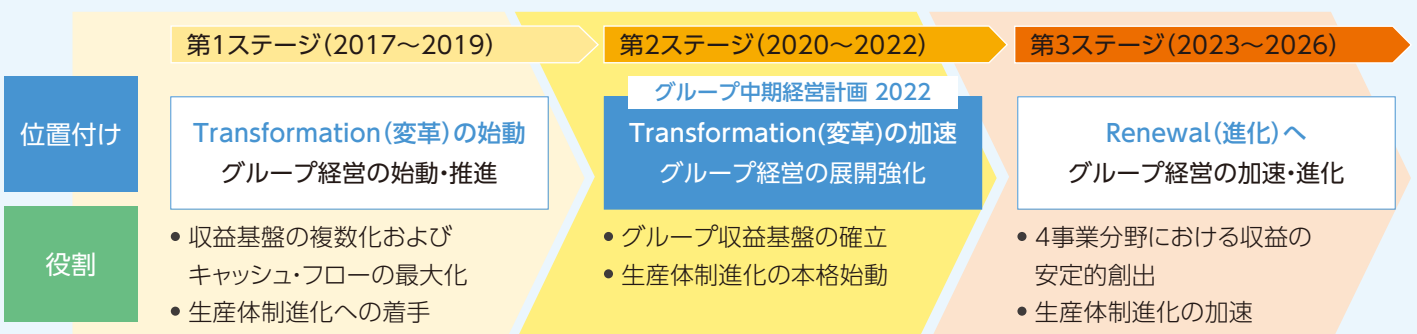 第1ステージ(2017～2019)
第2ステージ(2020～2022)
第3ステージ(2023～2026)
位置付け
Transformation(変革)の始動
グループ経営の始動・推進
グループ中期経営計画 2022
Transformation(変革)の加速
グループ経営の展開強化
Renewal(進化)へ
グループ経営の加速・進化
役割
• 収益基盤の複数化および
キャッシュ・フローの最大化
• 生産体制進化への着手
• グループ収益基盤の確立
• 生産体制進化の本格始動
• 4事業分野における収益の
安定的創出
• 生産体制進化の加速